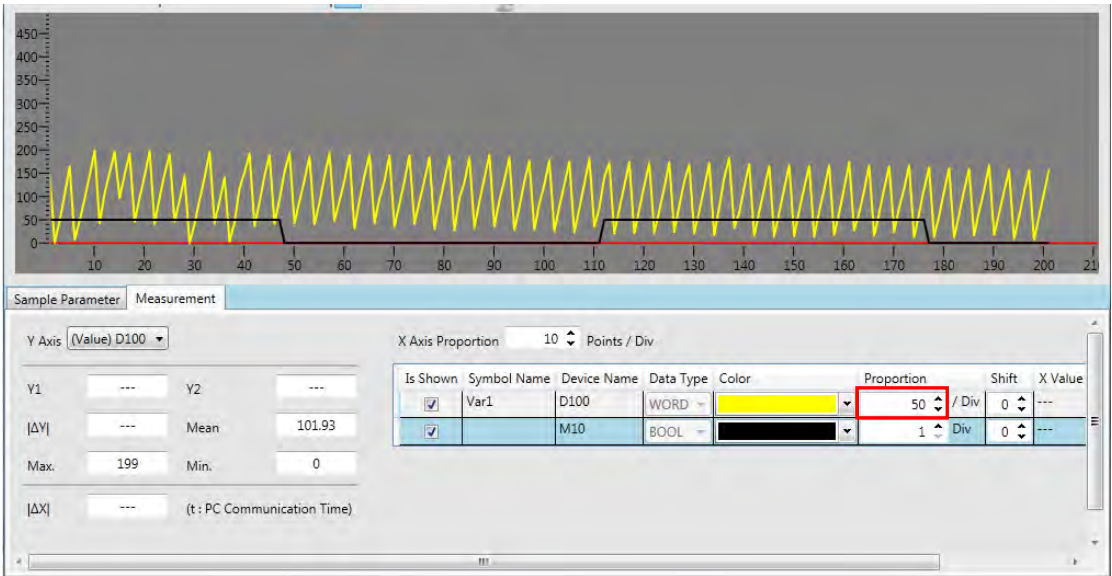 450
400
350
300
250
200
150
100
50
0
10 20 30 40 50 60 70 80 90 100 110 120 130 140 150 160 170 180 190 200 21
Sample Parameter Measurement
Y Axis (Value) D100 X Axis Proportion 10 Points / Div
Is Shown Symbol Name Device Name Data Type Color Proportion Shift X Value
Y1 --- Y2 --- Var1 D100 WORD 50 / Div 0 ---
|ΔY| --- Mean 101.93 M10 BOOL 1 Div 0 ---
Max. 199 Min. 0
|ΔX| --- (t : PC Communication Time)